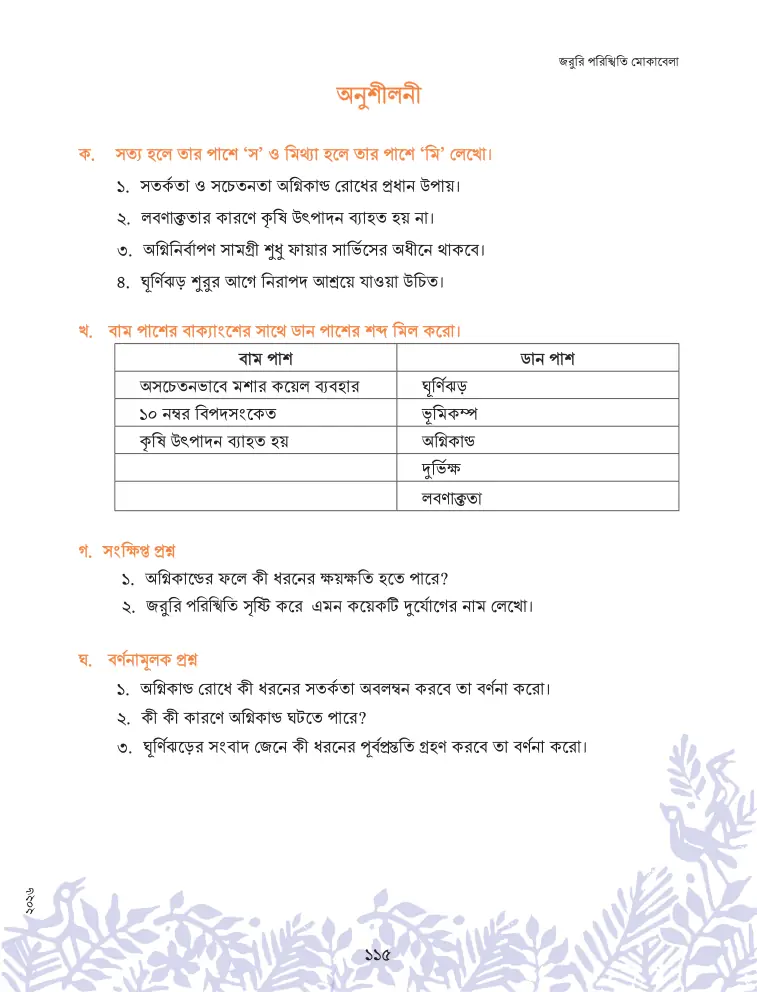 জরুরি পরিস্থিতি মোকাবেলা
অনুশীলনী
ক. সত্য হলে তার পাশে ‘স’ ও মিথ্যা হলে তার পাশে ‘মি’ লেখো।
১. সতর্কতা ও সচেতনতা অগ্নিকাণ্ড রোধের প্রধান উপায়।
২. লবণাক্ততার কারণে কৃষি উৎপাদন ব্যাহত হয় না।
৩. অগ্নিনির্বাপণ সামগ্রী শুধু ফায়ার সার্ভিসের অধীনে থাকবে।
৪. ঘূর্ণিঝড় শুরুর আগে নিরাপদ আশ্রয়ে যাওয়া উচিত।
খ. বাম পাশের বাক্যাংশের সাথে ডান পাশের শব্দ মিল করো।
বাম পাশ ডান পাশ
অসচেতনভাবে মশার কয়েল ব্যবহার ঘূর্ণিঝড়
১০ নম্বর বিপদসংকেত ভূমিকম্প
কৃষি উৎপাদন ব্যাহত হয় অগ্নিকাণ্ড
দুর্ভিক্ষ
লবণাক্ততা
গ. সংক্ষিপ্ত প্রশ্ন
১. অগ্নিকাণ্ডের ফলে কী ধরনের ক্ষয়ক্ষতি হতে পারে?
২. জরুরি পরিস্থিতি সৃষ্টি করে এমন কয়েকটি দুর্যোগের নাম লেখো।
ঘ. বর্ণনামূলক প্রশ্ন
১. অগ্নিকাণ্ড রোধে কী ধরনের সতর্কতা অবলম্বন করবে তা বর্ণনা করো।
২. কী কী কারণে অগ্নিকাণ্ড ঘটতে পারে?
৩. ঘূর্ণিঝড়ের সংবাদ জেনে কী ধরনের পূর্বপ্রস্তুতি গ্রহণ করবে তা বর্ণনা করো।
২০২৬
১১৫